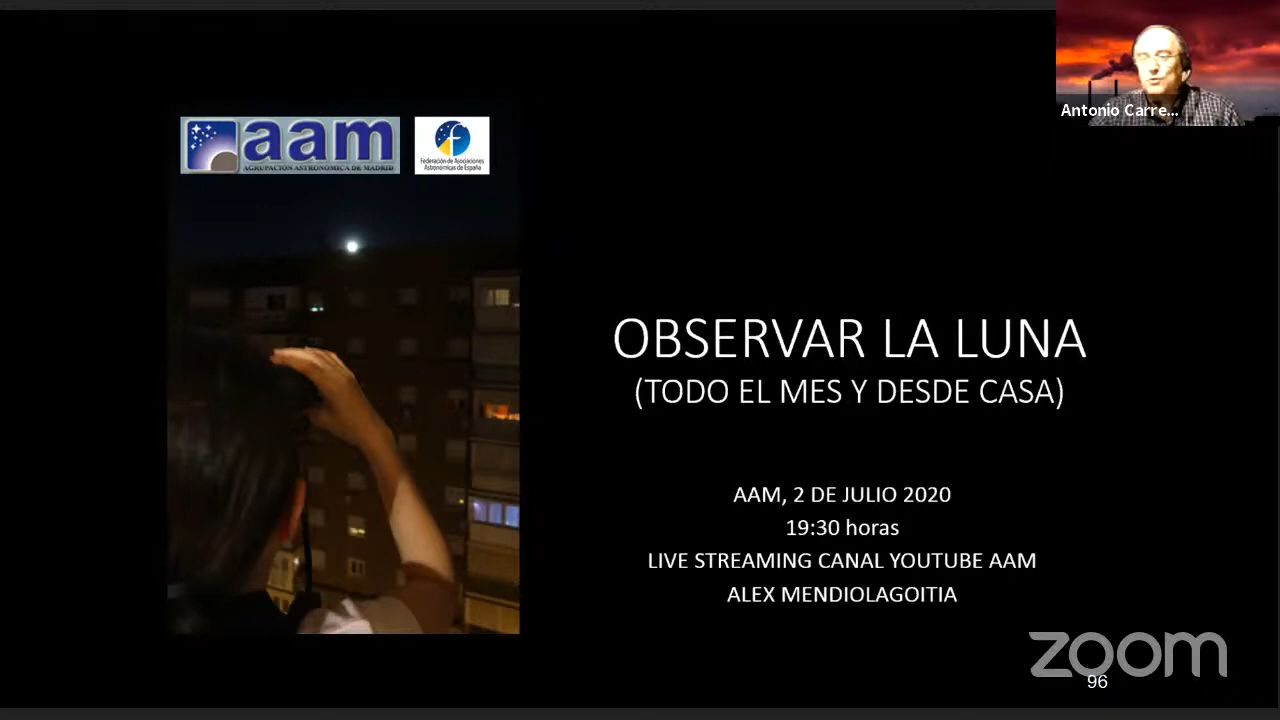 Antonio Carre...
aam
AGRUPACIÓN ASTRONÓMICA DE MADRID
f
Federación de Asociaciones
Astronómicas de España
OBSERVAR LA LUNA
(TODO EL MES Y DESDE CASA)
AAM, 2 DE JULIO 2020
19:30 horas
LIVE STREAMING CANAL YOUTUBE AAM
ALEX MENDIOLAGOITIA
zoom
96